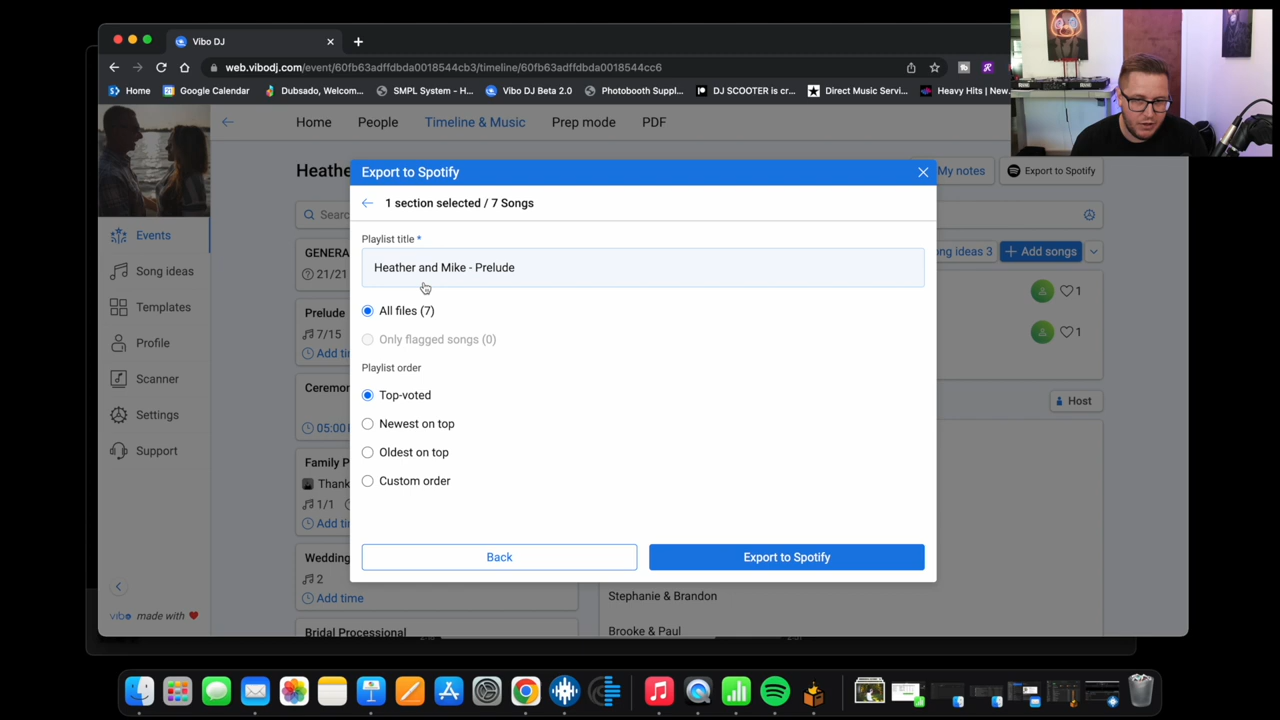 Vibo DJ
web.vibodj.com/event/60fb63adffdbda0018544cb3/timeline/60fb63adffdbda0018544cc6
Home
Google Calendar
Dubsado, Welcom...
SMPL System - H...
Vibo DJ Beta 2.0
Photobooth Suppl...
DJ SCOOTER is cr...
Direct Music Servi...
Heavy Hits | New
Home People Timeline & Music Prep mode PDF
Heathe
My notes
Export to Spotify
Events
Song ideas
Templates
Profile
Scanner
Settings
Support
vibo made with
Searc
ng ideas 3
+ Add songs
GENERA
21/21
Prelude
7/15
Add tim
1
1
Ceremon
05:00
Host
Family P
Thank
1/1
Add tim
Wedding
2
Add time
Bridal Processional
Stephanie & Brandon
Brooke & Paul
Export to Spotify
1 section selected / 7 Songs
Playlist title *
Heather and Mike - Prelude
All files (7)
Only flagged songs (0)
Playlist order
Top-voted
Newest on top
Oldest on top
Custom order
Back
Export to Spotify